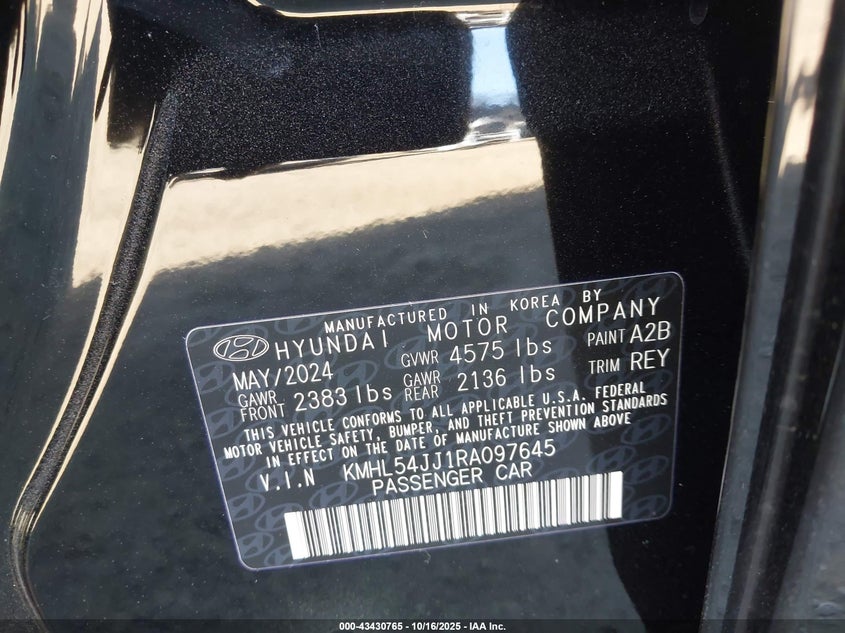 MANUFACTURED IN KOREA BY
HYUNDAI MOTOR COMPANY
MAY/2024 GVWR 4575 lbs PAINT A2B
GAWR FRONT 2383 lbs GAWR REAR 2136 lbs TRIM REY
THIS VEHICLE CONFORMS TO ALL APPLICABLE U.S.A. FEDERAL
MOTOR VEHICLE SAFETY, BUMPER, AND THEFT PREVENTION STANDARDS
IN EFFECT ON THE DATE OF MANUFACTURE SHOWN ABOVE
V.I.N KMHL54JJ1RA097645
PASSENGER CAR
000-43430765 - 10/16/2025 - IAA Inc.